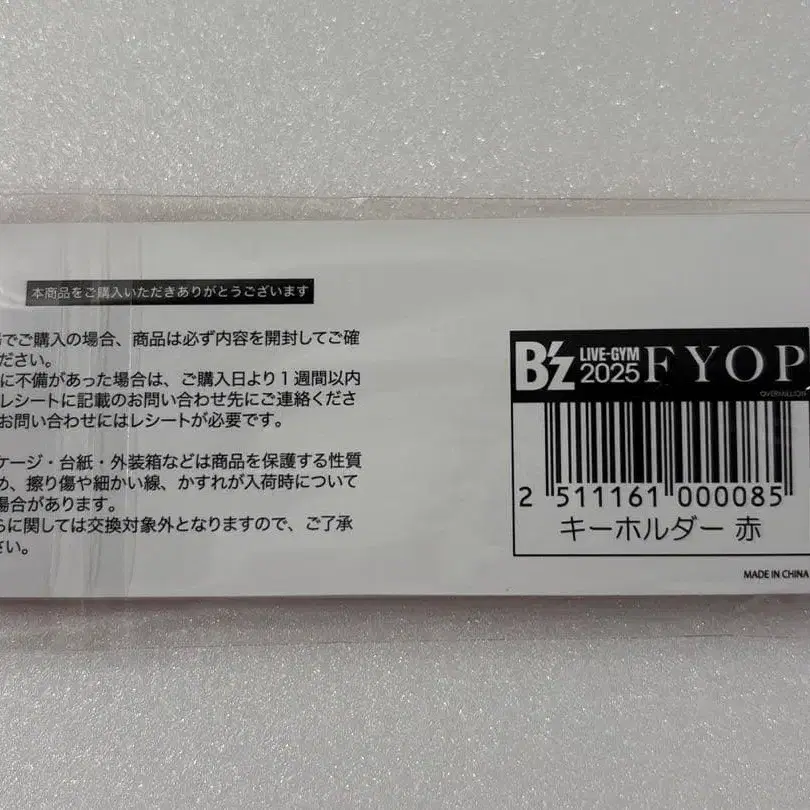 本商品をご購入いただきありがとうございます
でご購入の場合、商品は必ず内容を開封してご確
ださい。
に不備があった場合は、ご購入日より1週間以内
レシートに記載のお問い合わせ先にご連絡くださ
お問い合わせにはレシートが必要です。
ケージ・台紙・外装箱などは商品を保護する性質
め、擦り傷や細かい線、かすれが入荷時について
場合があります。
らに関しては交換対象外となりますので、ご了承
さい。
B'z LIVE-GYM 2025 FYOP
©VERMILLION
2 511161 000085
キーホルダー 赤
MADE IN CHINA